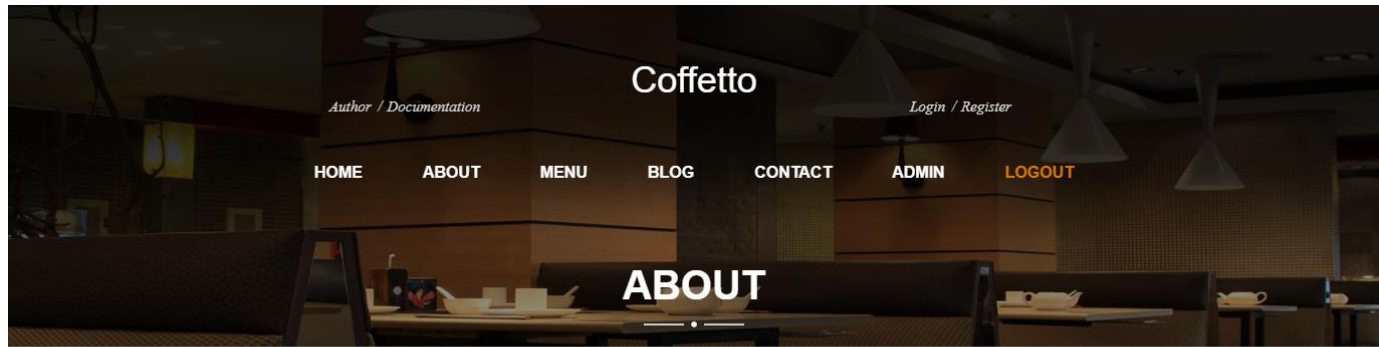 Coffetto
Author / Documentation
Login / Register
HOME ABOUT MENU BLOG CONTACT ADMIN LOGOUT
ABOUT